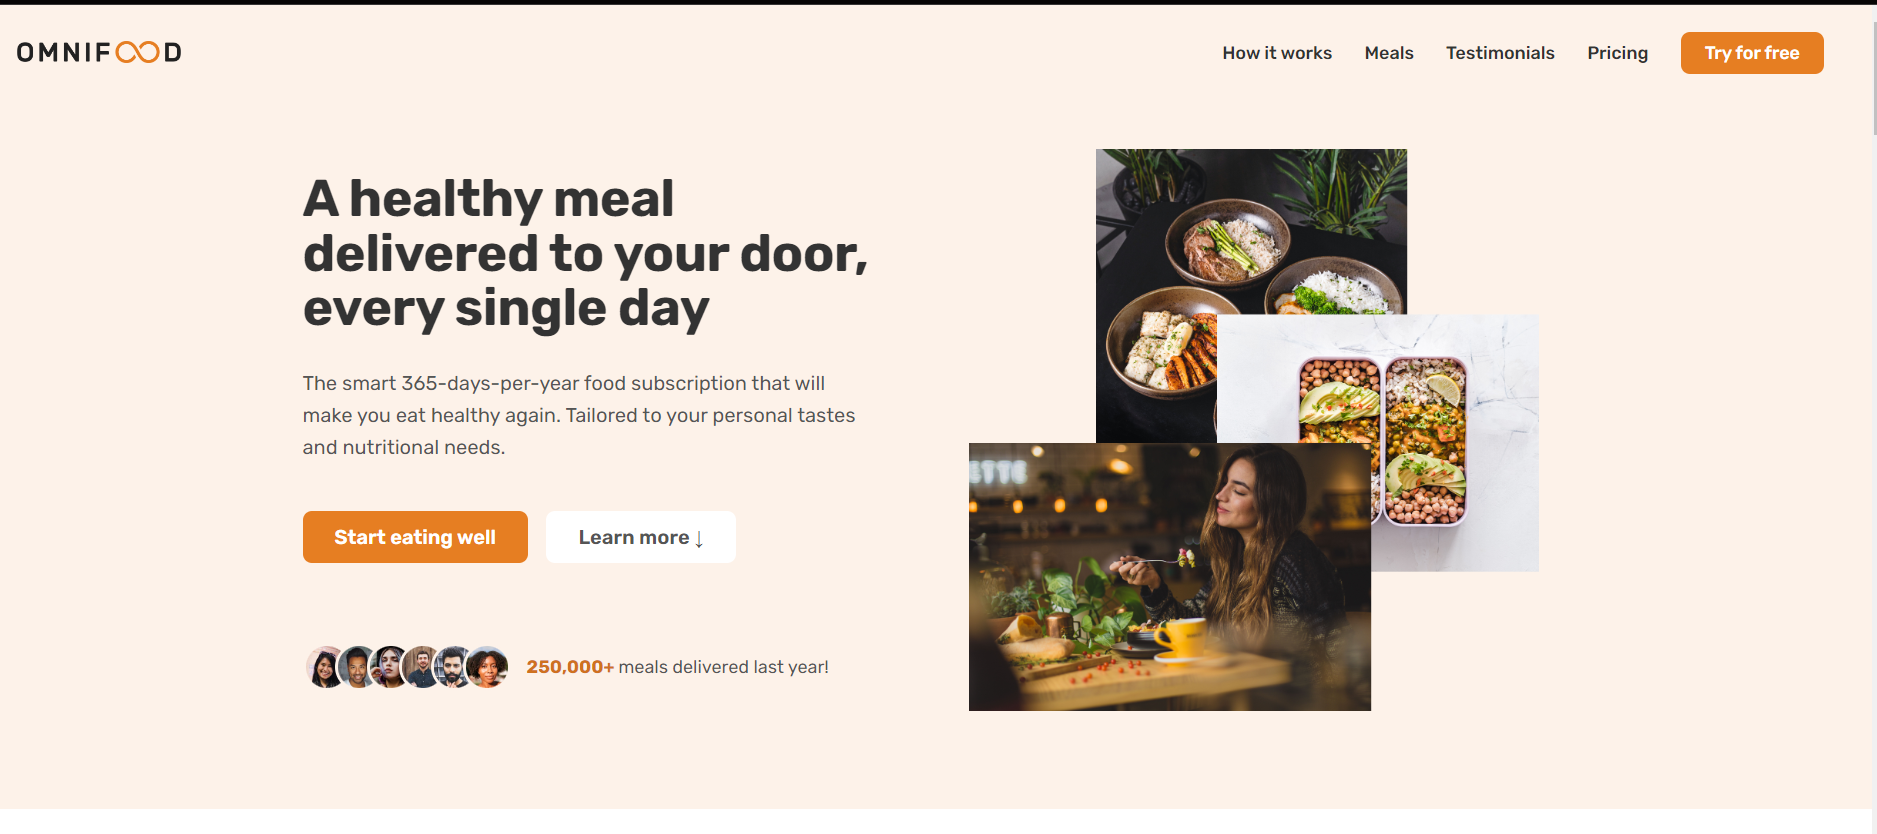 OMNIFOOD
How it works Meals Testimonials Pricing Try for free
A healthy meal
delivered to your door,
every single day
The smart 365-days-per-year food subscription that will
make you eat healthy again. Tailored to your personal tastes
and nutritional needs.
Start eating well Learn more ↓
250,000+ meals delivered last year!